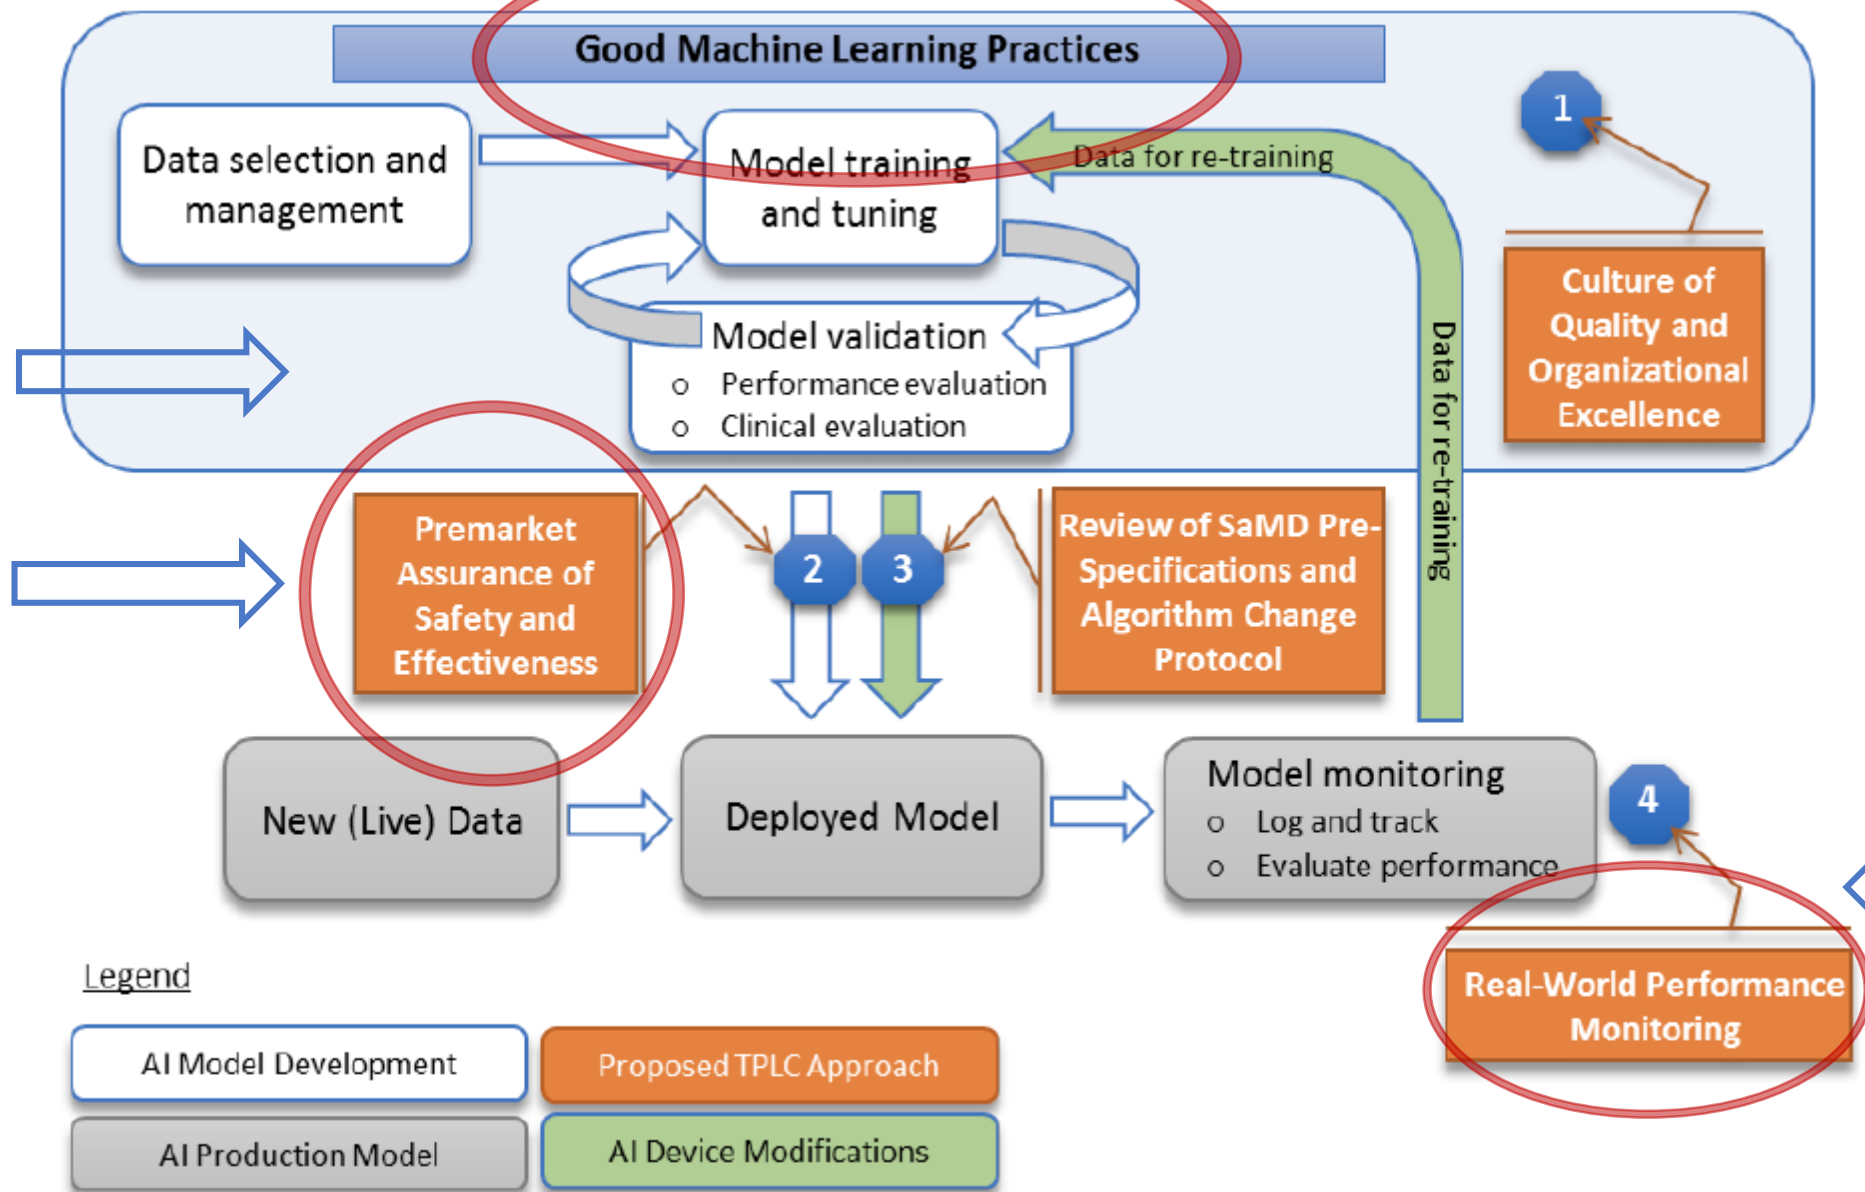 Good Machine Learning Practices
Data selection and
management
Model training
and tuning
Data for re-training
1
Culture of
Quality and
Organizational
Excellence
Model validation
o Performance evaluation
o Clinical evaluation
Data for re-training
Premarket
Assurance of
Safety and
Effectiveness
2
3
Review of SaMD Pre-
Specifications and
Algorithm Change
Protocol
New (Live) Data
Deployed Model
Model monitoring
o Log and track
o Evaluate performance
4
Real-World Performance
Monitoring
Legend
AI Model Development
Proposed TPLC Approach
AI Production Model
AI Device Modifications